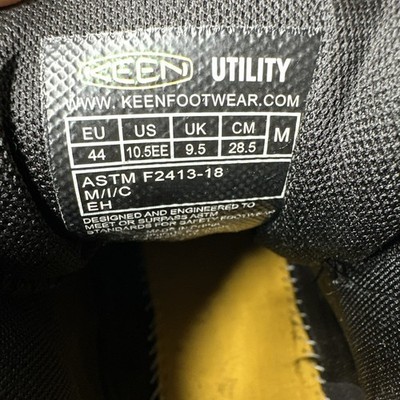 KEEN UTILITY
WWW.KEENFOOTWEAR.COM
EU US UK CM M
44 10.5EE 9.5 28.5
ASTM F2413-18
M/I/C
EH
DESIGNED AND ENGINEERED TO
MEET OR SURPASS ASTM
STANDARDS FOR SAFETY FOOTWEAR